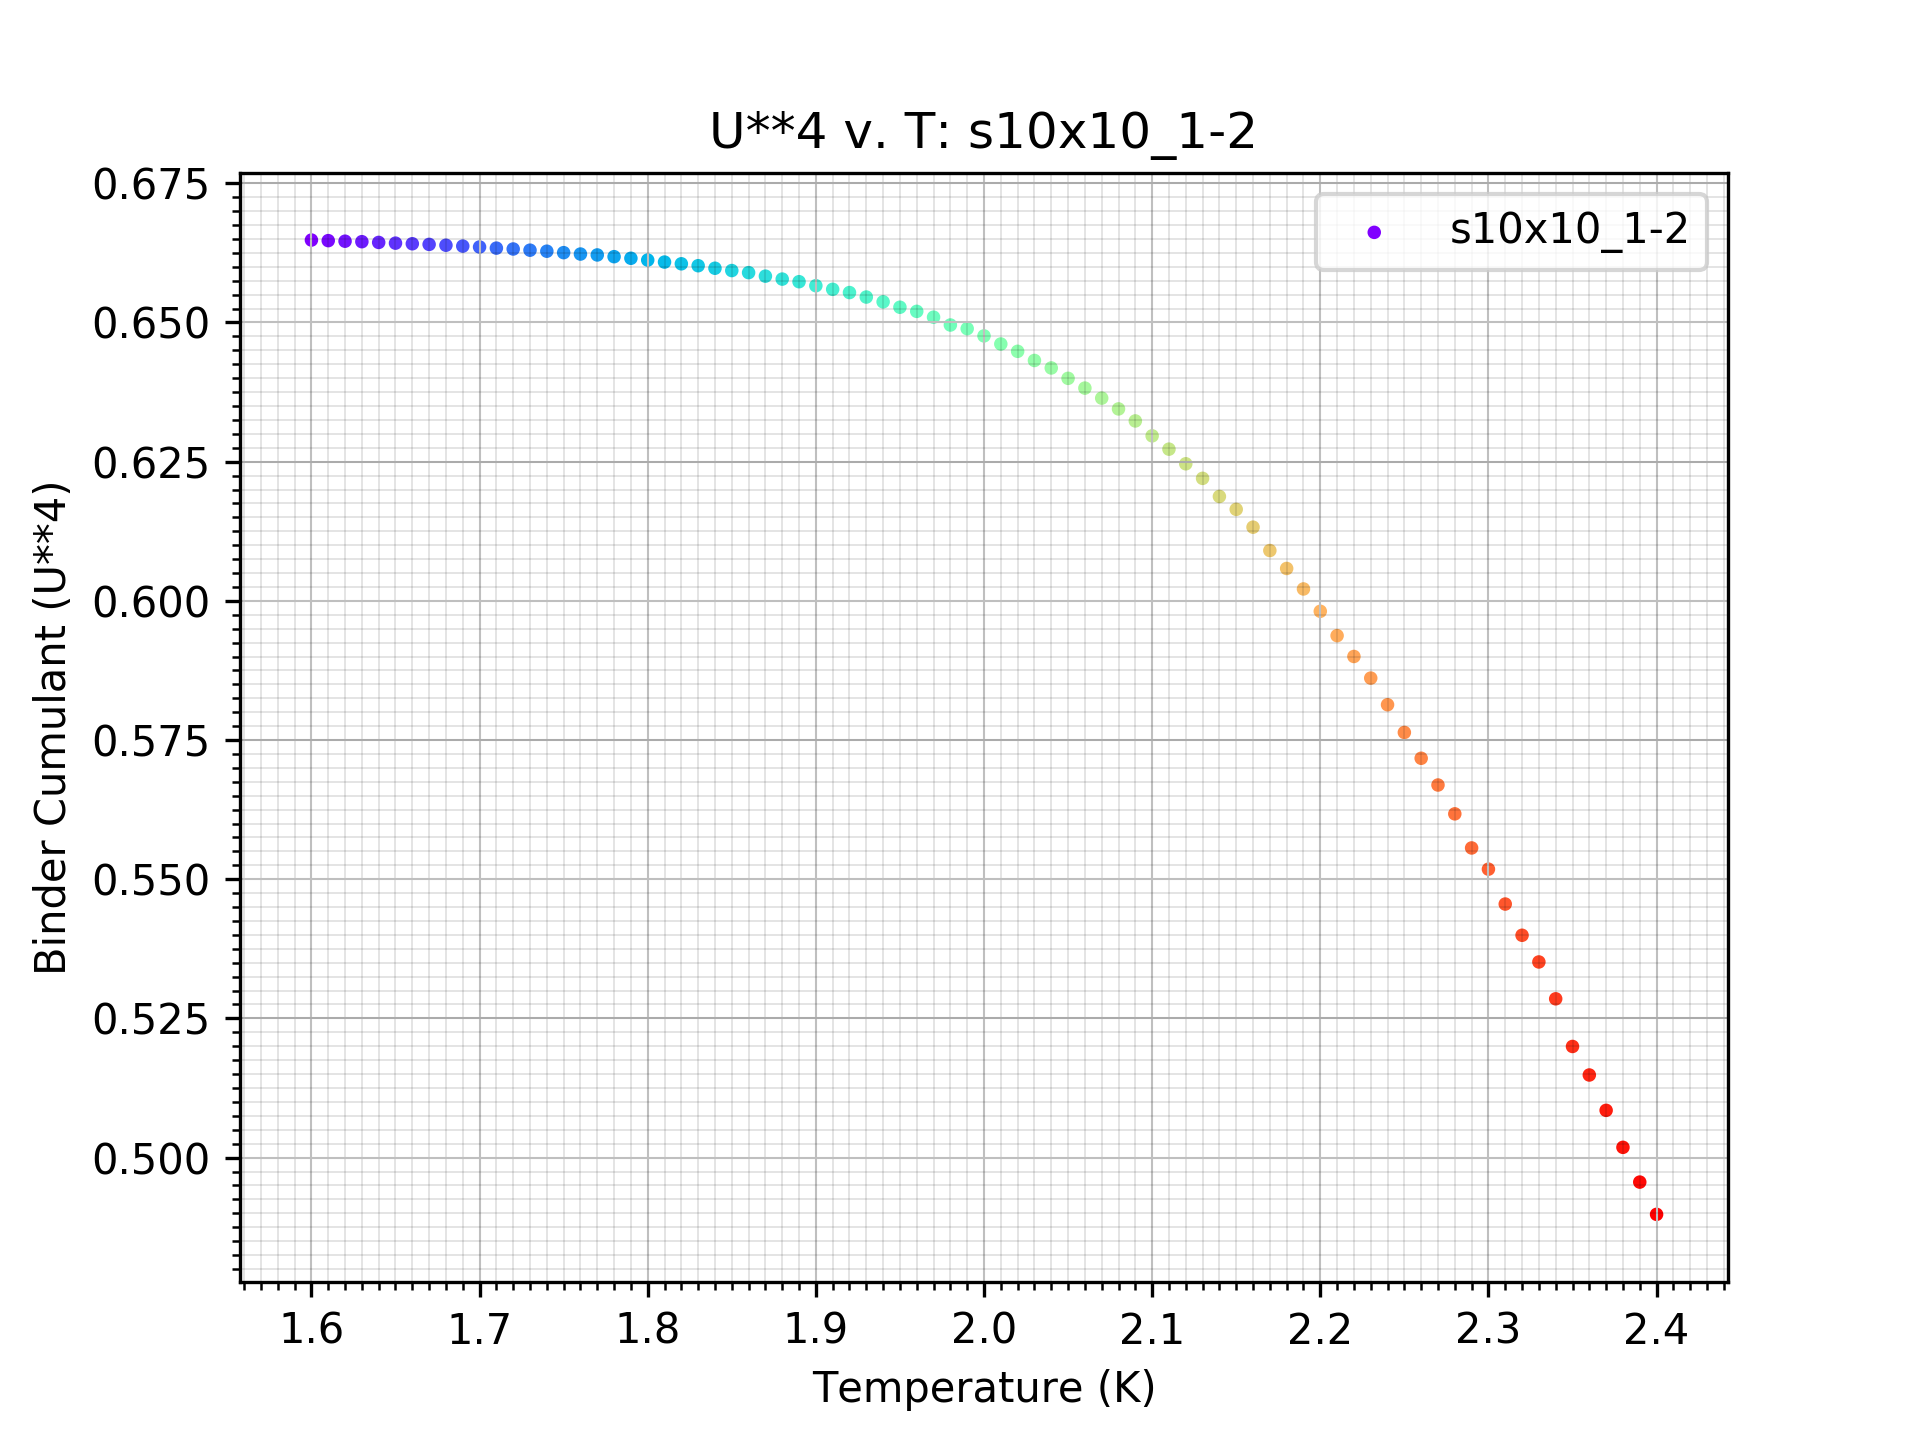 U**4 v. T: s10x10_1-2
s10x10_1-2
0.675
0.650
0.625
0.600
0.575
0.550
0.525
0.500
Binder Cumulant (U**4)
1.6 1.7 1.8 1.9 2.0 2.1 2.2 2.3 2.4
Temperature (K)